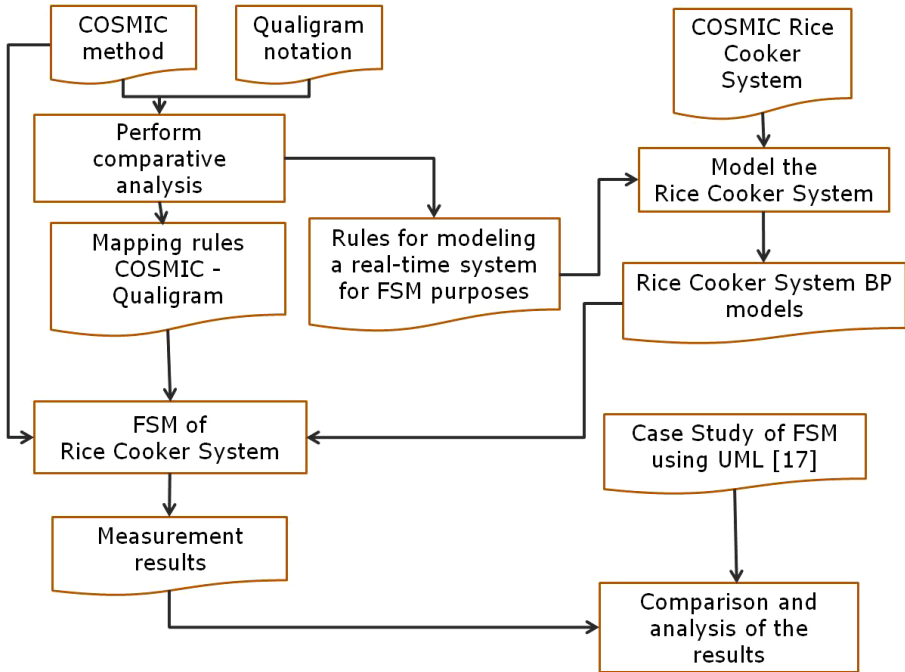 COSMIC
method
Qualigram
notation
COSMIC Rice
Cooker
System
Perform
comparative
analysis
Model the
Rice Cooker System
Mapping rules
COSMIC -
Qualigram
Rules for modeling
a real-time system
for FSM purposes
Rice Cooker System BP
models
FSM of
Rice Cooker System
Case Study of FSM
using UML [17]
Measurement
results
Comparison and
analysis of the
results